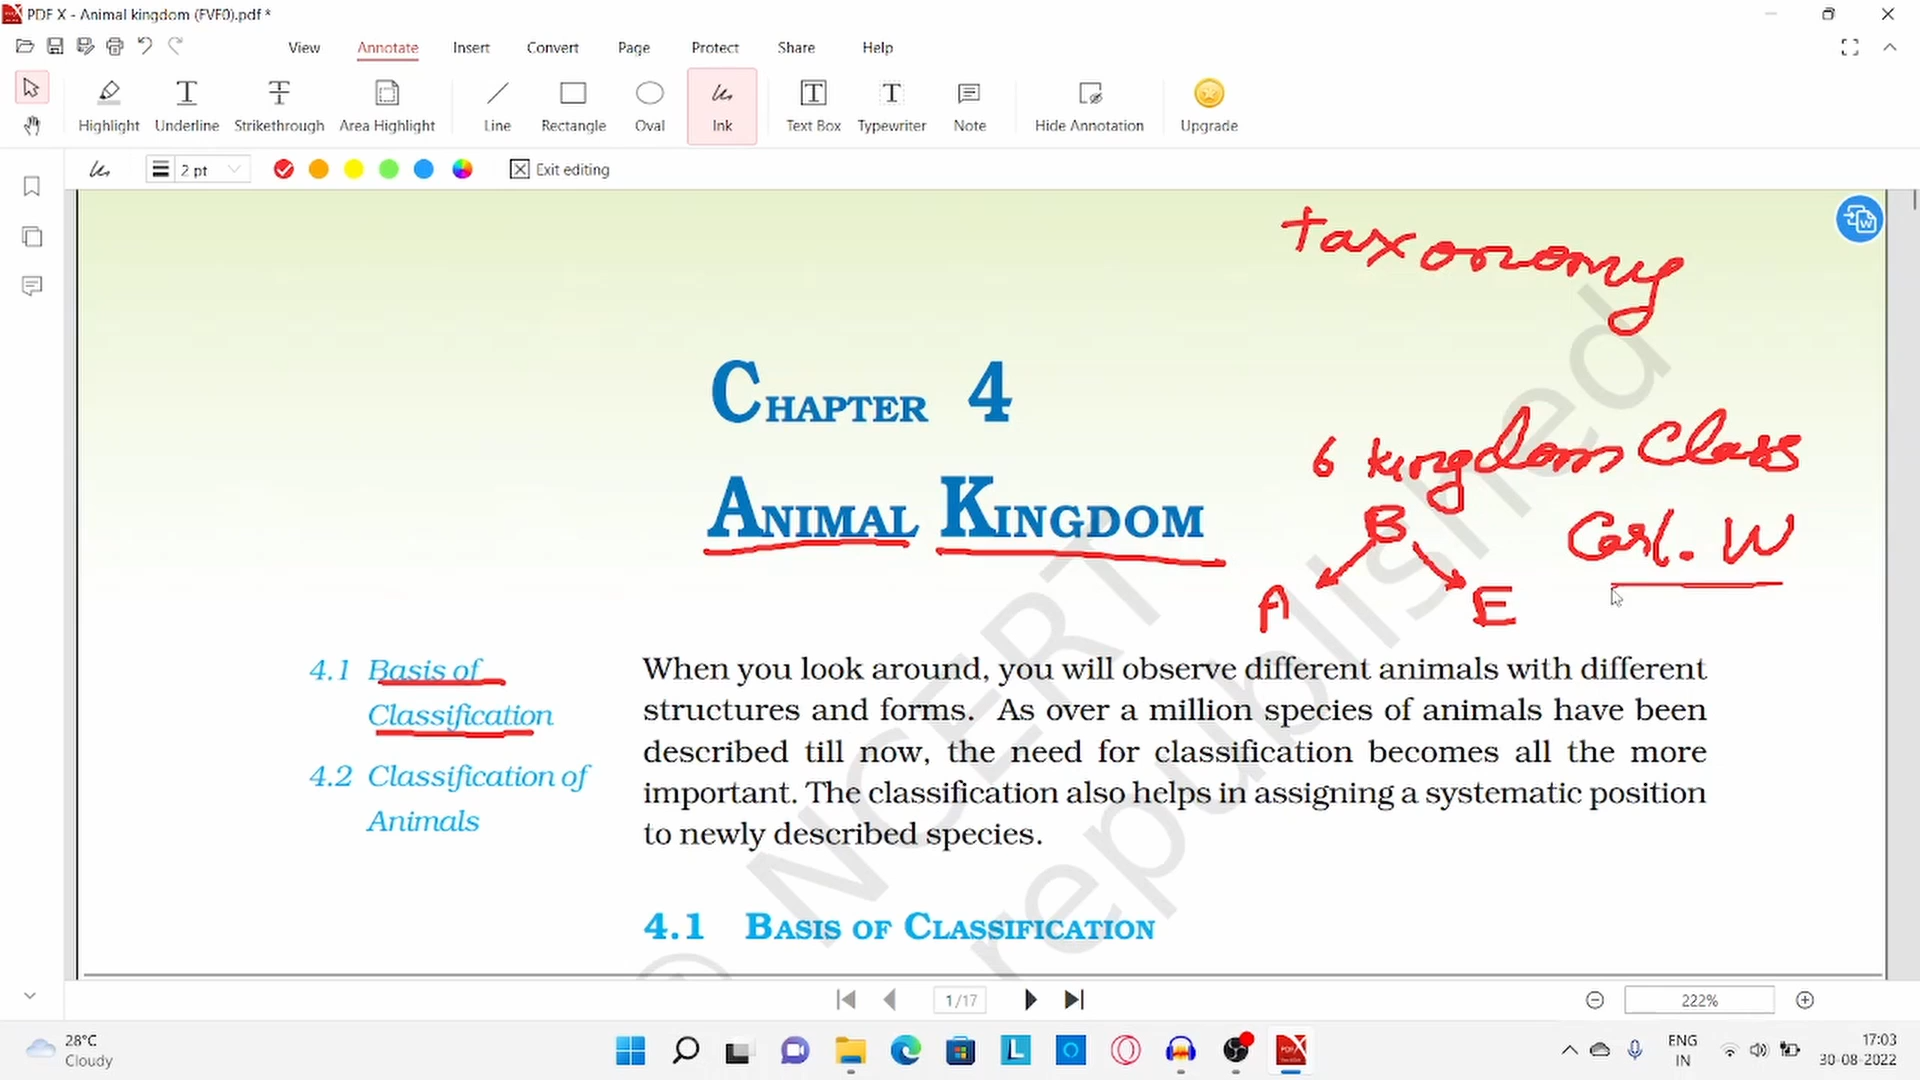 PDF X - Animal kingdom (FVF0).pdf *
View Annotate Insert Convert Page Protect Share Help
Highlight Underline Strikethrough Area Highlight Line Rectangle Oval Ink Text Box Typewriter Note Hide Annotation Upgrade
2 pt Exit editing
taxonomy
CHAPTER 4
6 kingdom Class
ANIMAL KINGDOM
B Carl. W
A E
4.1 Basis of
Classification
4.2 Classification of
Animals
When you look around, you will observe different animals with different
structures and forms. As over a million species of animals have been
described till now, the need for classification becomes all the more
important. The classification also helps in assigning a systematic position
to newly described species.
4.1 BASIS OF CLASSIFICATION
© NCERT
republished
1 /17
222%
28°C
Cloudy
ENG
IN
17:03
30-08-2022